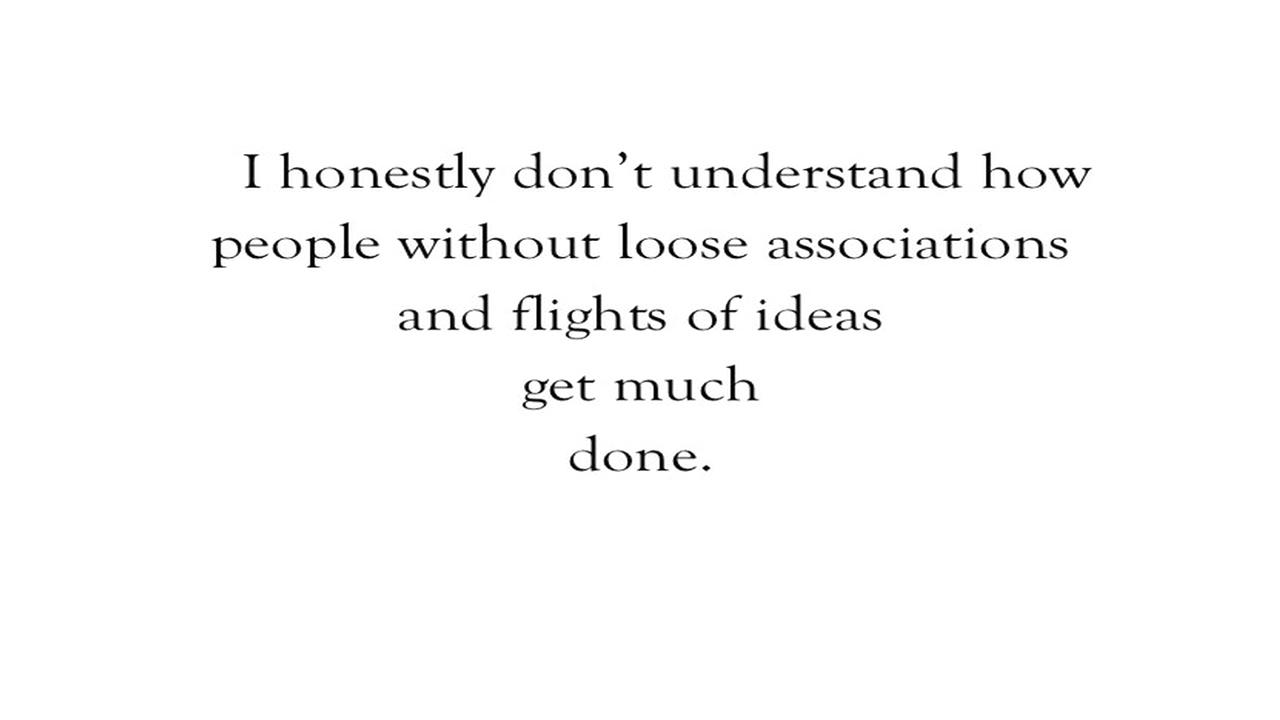 I honestly don’t understand how
people without loose associations
and flights of ideas
get much
done.